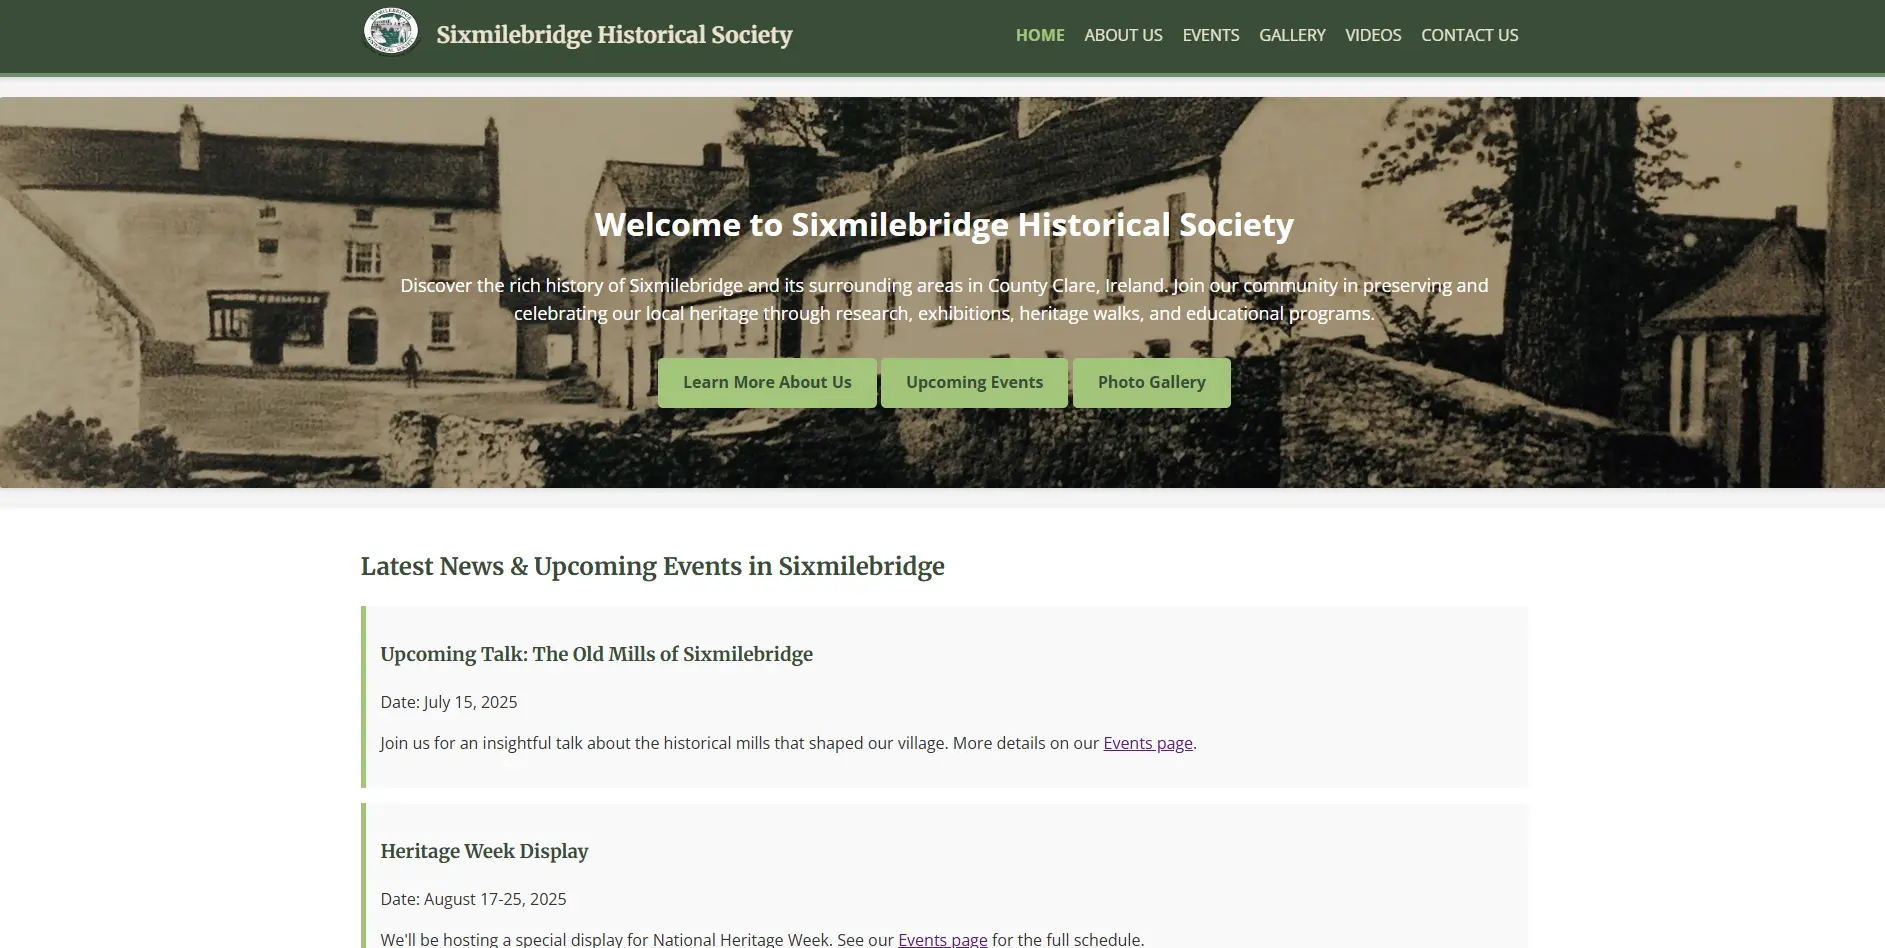 SIXMILEBRIDGE
HISTORICAL SOCIETY
Sixmilebridge Historical Society
HOME ABOUT US EVENTS GALLERY VIDEOS CONTACT US
Welcome to Sixmilebridge Historical Society
Discover the rich history of Sixmilebridge and its surrounding areas in County Clare, Ireland. Join our community in preserving and
celebrating our local heritage through research, exhibitions, heritage walks, and educational programs.
Learn More About Us Upcoming Events Photo Gallery
Latest News & Upcoming Events in Sixmilebridge
Upcoming Talk: The Old Mills of Sixmilebridge
Date: July 15, 2025
Join us for an insightful talk about the historical mills that shaped our village. More details on our Events page.
Heritage Week Display
Date: August 17-25, 2025
We'll be hosting a special display for National Heritage Week. See our Events page for the full schedule.